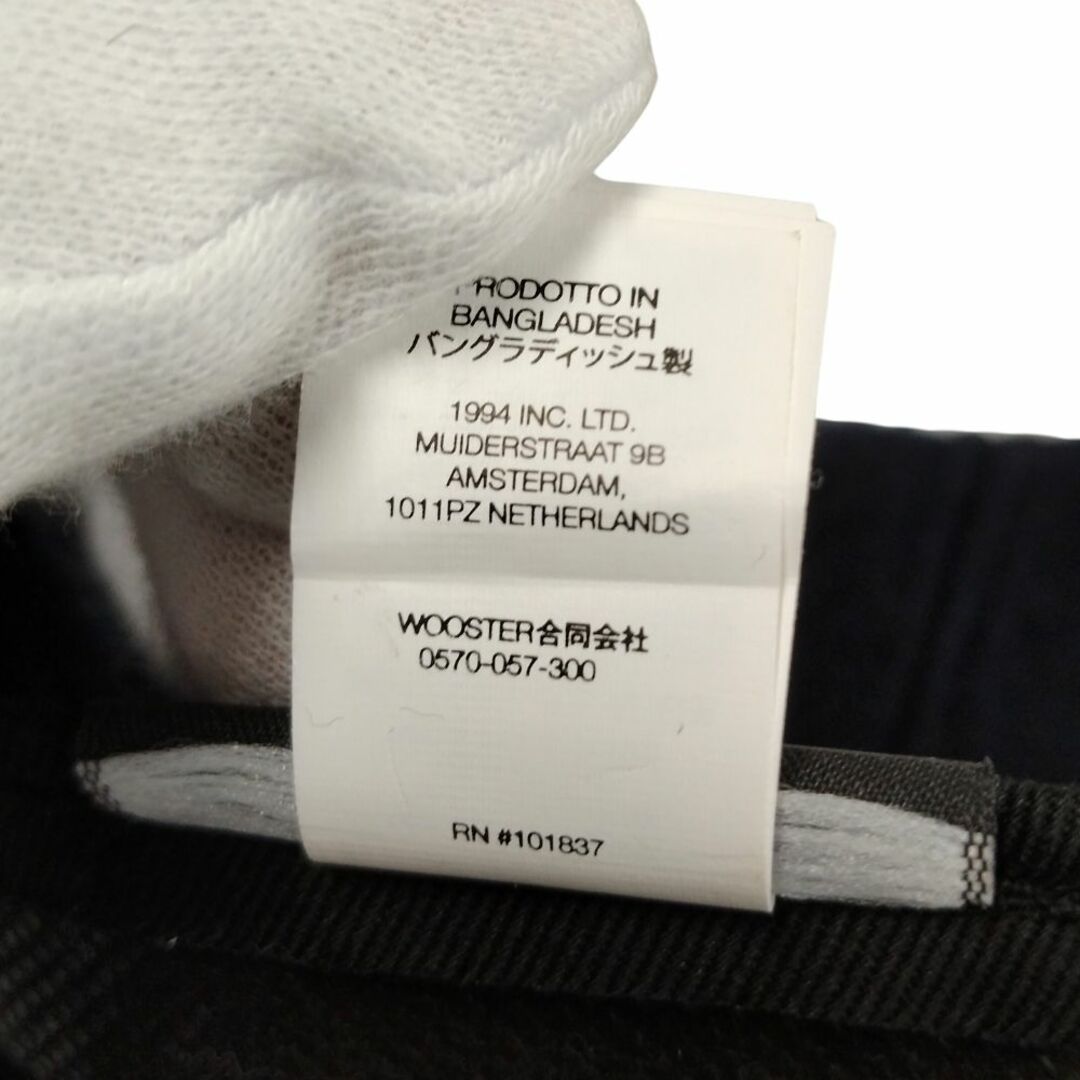 PRODOTTO IN
BANGLADESH
バングラディッシュ製
1994 INC. LTD.
MUIDERSTRAAT 9B
AMSTERDAM,
1011PZ NETHERLANDS
WOOSTER合同会社
0570-057-300
RN #101837